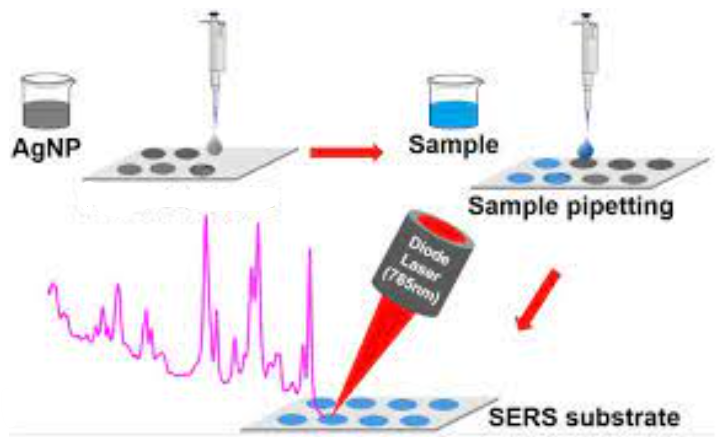 AgNP
Sample
Sample pipetting
Diode
Laser
(785nm)
SERS substrate